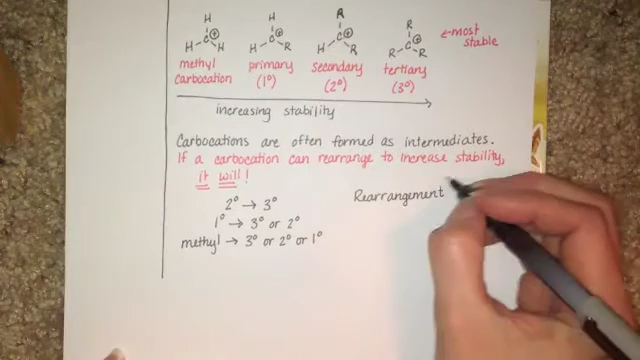 H H R R
C⊕ C⊕ C⊕ C⊕
H H H R H R R R
←most stable
methyl carbocation primary (1°) secondary (2°) tertiary (3°)
increasing stability
Carbocations are often formed as intermediates.
If a carbocation can rearrange to increase stability,
it will!
2° → 3°
1° → 3° or 2°
methyl → 3° or 2° or 1°
Rearrangement